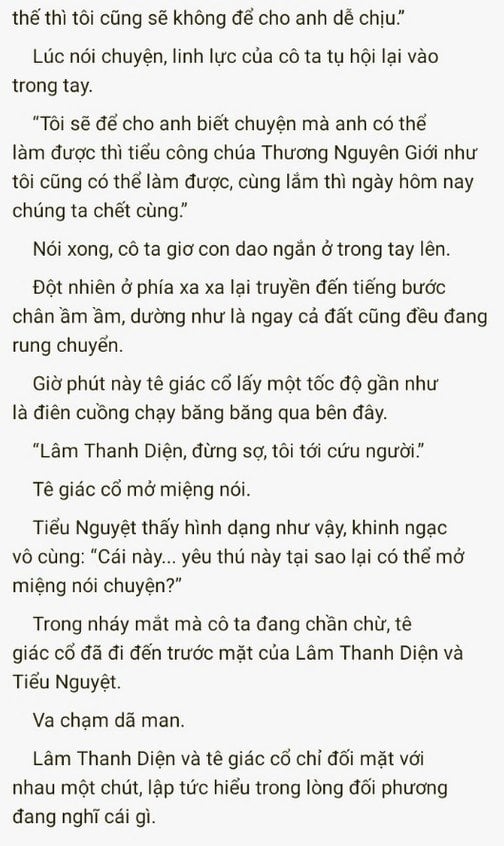 thế thì tôi cũng sẽ không để cho anh dễ chịu.”
Lúc nói chuyện, linh lực của cô ta tụ hội lại vào
trong tay.
“Tôi sẽ để cho anh biết chuyện mà anh có thể
làm được thì tiểu công chúa Thương Nguyên Giới như
tôi cũng có thể làm được, cùng lắm thì ngày hôm nay
chúng ta chết cùng.”
Nói xong, cô ta giơ con dao ngắn ở trong tay lên.
Đột nhiên ở phía xa xa lại truyền đến tiếng bước
chân ầm ầm, dường như là ngay cả đất cũng đều đang
rung chuyển.
Giờ phút này tê giác cổ lấy một tốc độ gần như
là điên cuồng chạy băng băng qua bên đây.
“Lâm Thanh Diện, đừng sợ, tôi tới cứu người.”
Tê giác cổ mở miệng nói.
Tiểu Nguyệt thấy hình dạng như vậy, khinh ngạc
vô cùng: “Cái này... yêu thú này tại sao lại có thể mở
miệng nói chuyện?”
Trong nháy mắt mà cô ta đang chần chừ, tê
giác cổ đã đi đến trước mặt của Lâm Thanh Diện và
Tiểu Nguyệt.
Va chạm dã man.
Lâm Thanh Diện và tê giác cổ chỉ đối mặt với
nhau một chút, lập tức hiểu trong lòng đối phương
đang nghĩ cái gì.